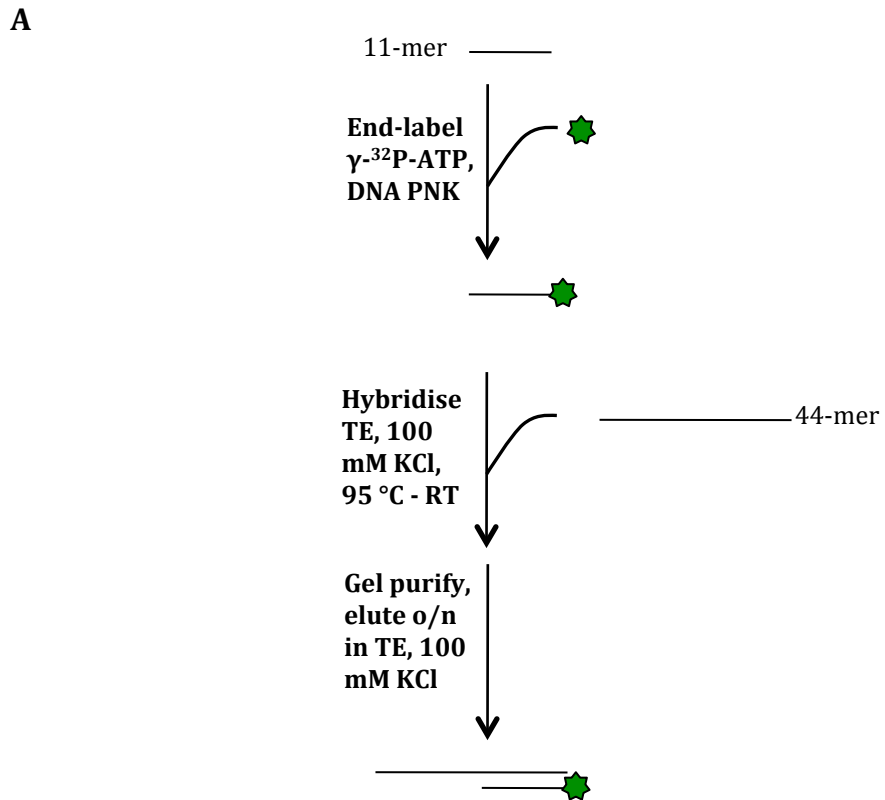 A
11-mer
End-label
γ-³²P-ATP,
DNA PNK
Hybridise
TE, 100
mM KCl,
95 °C - RT
44-mer
Gel purify,
elute o/n
in TE, 100
mM KCl